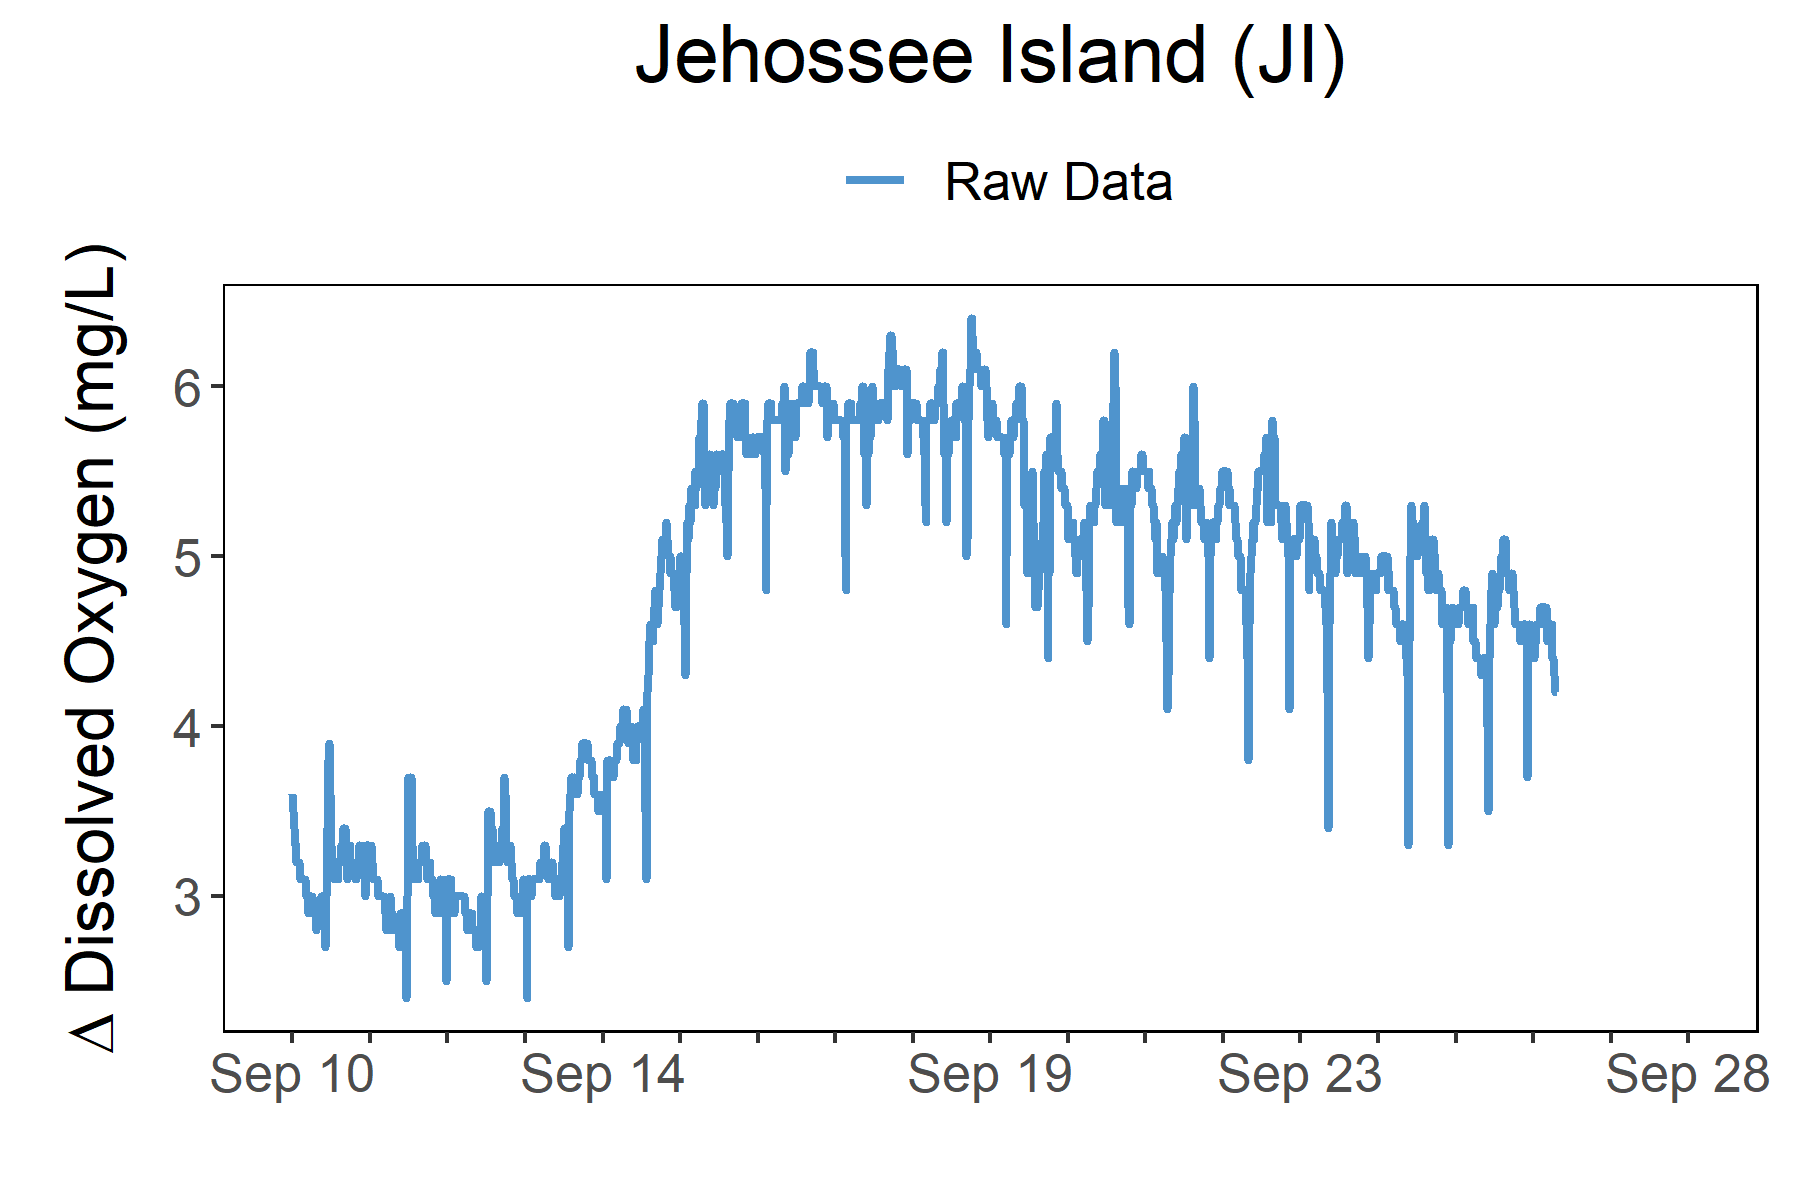 Jehossee Island (JI)
Raw Data
Δ Dissolved Oxygen (mg/L)
6
5
4
3
Sep 10 Sep 14 Sep 19 Sep 23 Sep 28